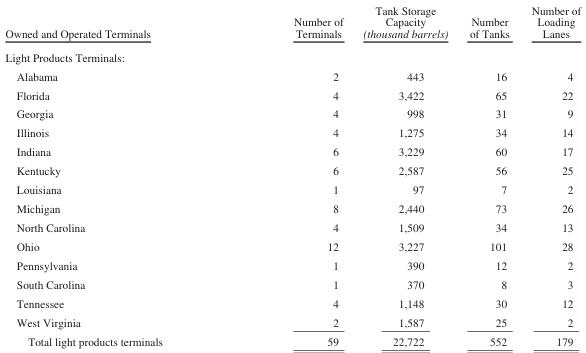 Owned and Operated Terminals Number of Terminals Tank Storage Capacity (thousand barrels) Number of Tanks Number of Loading Lanes
Light Products Terminals:
Alabama 2 443 16 4
Florida 4 3,422 65 22
Georgia 4 998 31 9
Illinois 4 1,275 34 14
Indiana 6 3,229 60 17
Kentucky 6 2,587 56 25
Louisiana 1 97 7 2
Michigan 8 2,440 73 26
North Carolina 4 1,509 34 13
Ohio 12 3,227 101 28
Pennsylvania 1 390 12 2
South Carolina 1 370 8 3
Tennessee 4 1,148 30 12
West Virginia 2 1,587 25 2
Total light products terminals 59 22,722 552 179